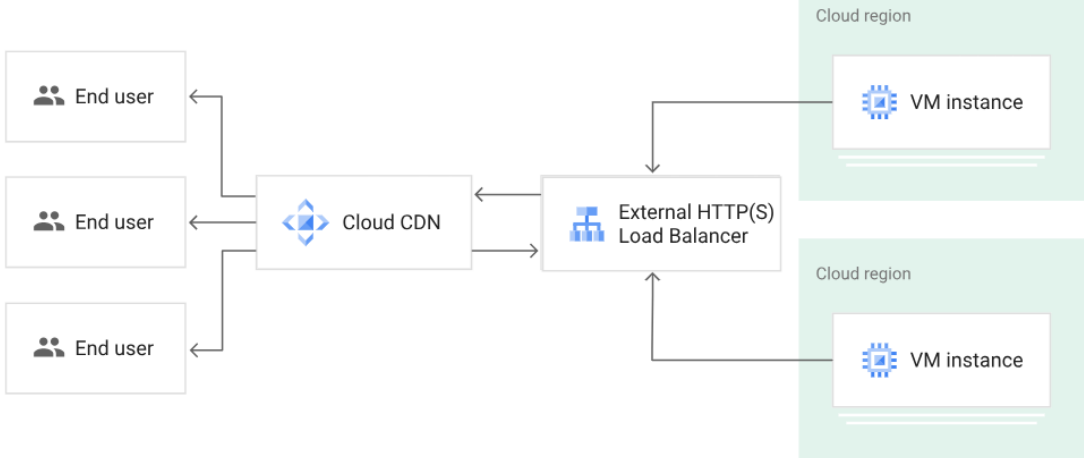 Cloud region
End user
VM instance
End user
Cloud CDN
External HTTP(S)
Load Balancer
Cloud region
End user
VM instance